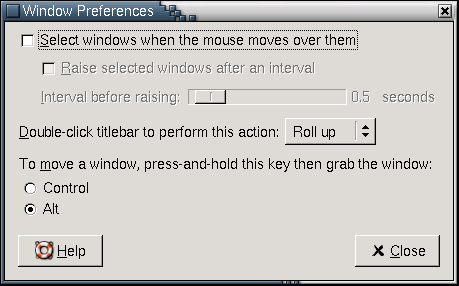 Window Preferences
Select windows when the mouse moves over them
Raise selected windows after an interval
Interval before raising: 0.5 seconds
Double-click titlebar to perform this action: Roll up
To move a window, press-and-hold this key then grab the window:
Control
Alt
Help Close